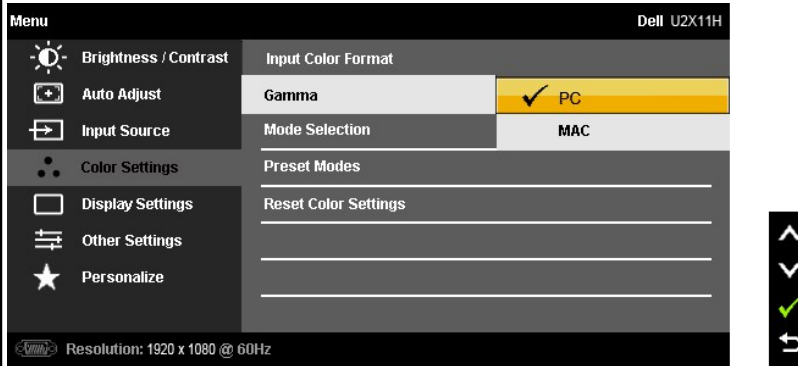 Menu Dell U2X11H
Brightness / Contrast Input Color Format
Auto Adjust Gamma PC
Input Source Mode Selection MAC
Color Settings Preset Modes
Display Settings Reset Color Settings
Other Settings
Personalize
Resolution: 1920 x 1080 @ 60Hz